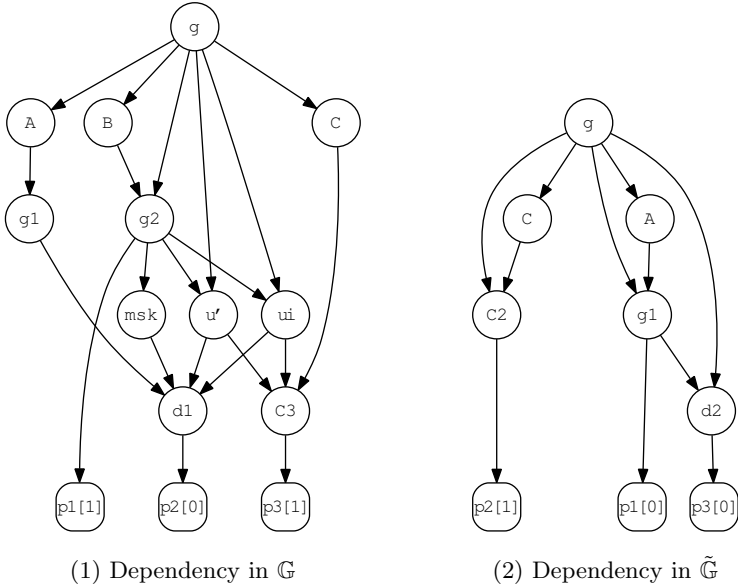 g
A B C
g
g1 g2
C A
msk u′ ui
C2 g1
d1 C3
d2
p1[1] p2[0] p3[1]
p2[1] p1[0] p3[0]
(1) Dependency in 𝔾
(2) Dependency in 𝔾̃